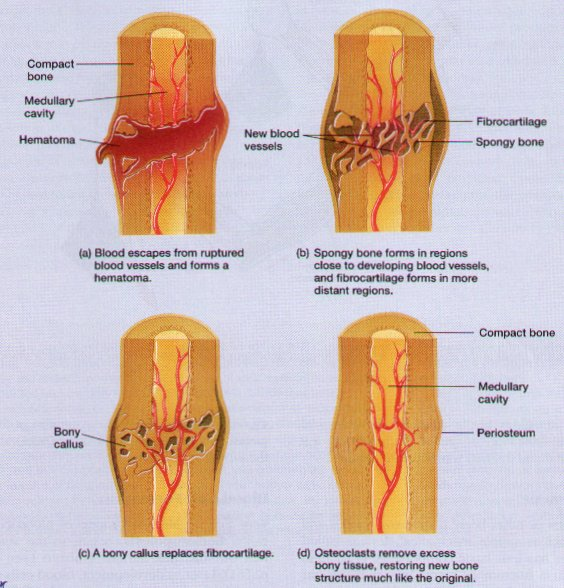 Compact
bone
Medullary
cavity
Hematoma
(a) Blood escapes from ruptured
blood vessels and forms a
hematoma.
New blood
vessels
Fibrocartilage
Spongy bone
(b) Spongy bone forms in regions
close to developing blood vessels,
and fibrocartilage forms in more
distant regions.
Bony
callus
(c) A bony callus replaces fibrocartilage.
Compact bone
Medullary
cavity
Periosteum
(d) Osteoclasts remove excess
bony tissue, restoring new bone
structure much like the original.